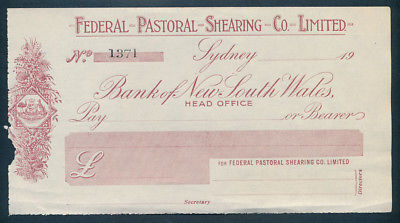 FEDERAL PASTORAL SHEARING CO. LIMITED
No 1371
Sydney 19
Bank of New South Wales,
HEAD OFFICE
Pay or Bearer
£
FOR FEDERAL PASTORAL SHEARING CO. LIMITED
Directors
Secretary